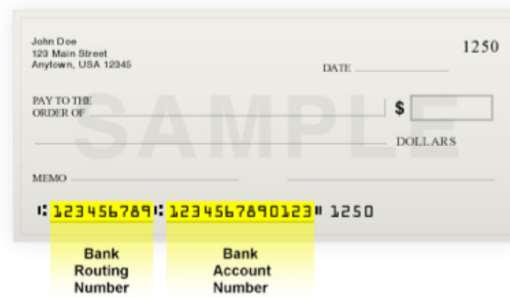 John Doe
123 Main Street
Anytown, USA 12345
1250
DATE
PAY TO THE
ORDER OF
$
SAMPLE
DOLLARS
MEMO
⑆123456789⑆ 1234567890123⑈ 1250
Bank
Routing
Number
Bank
Account
Number